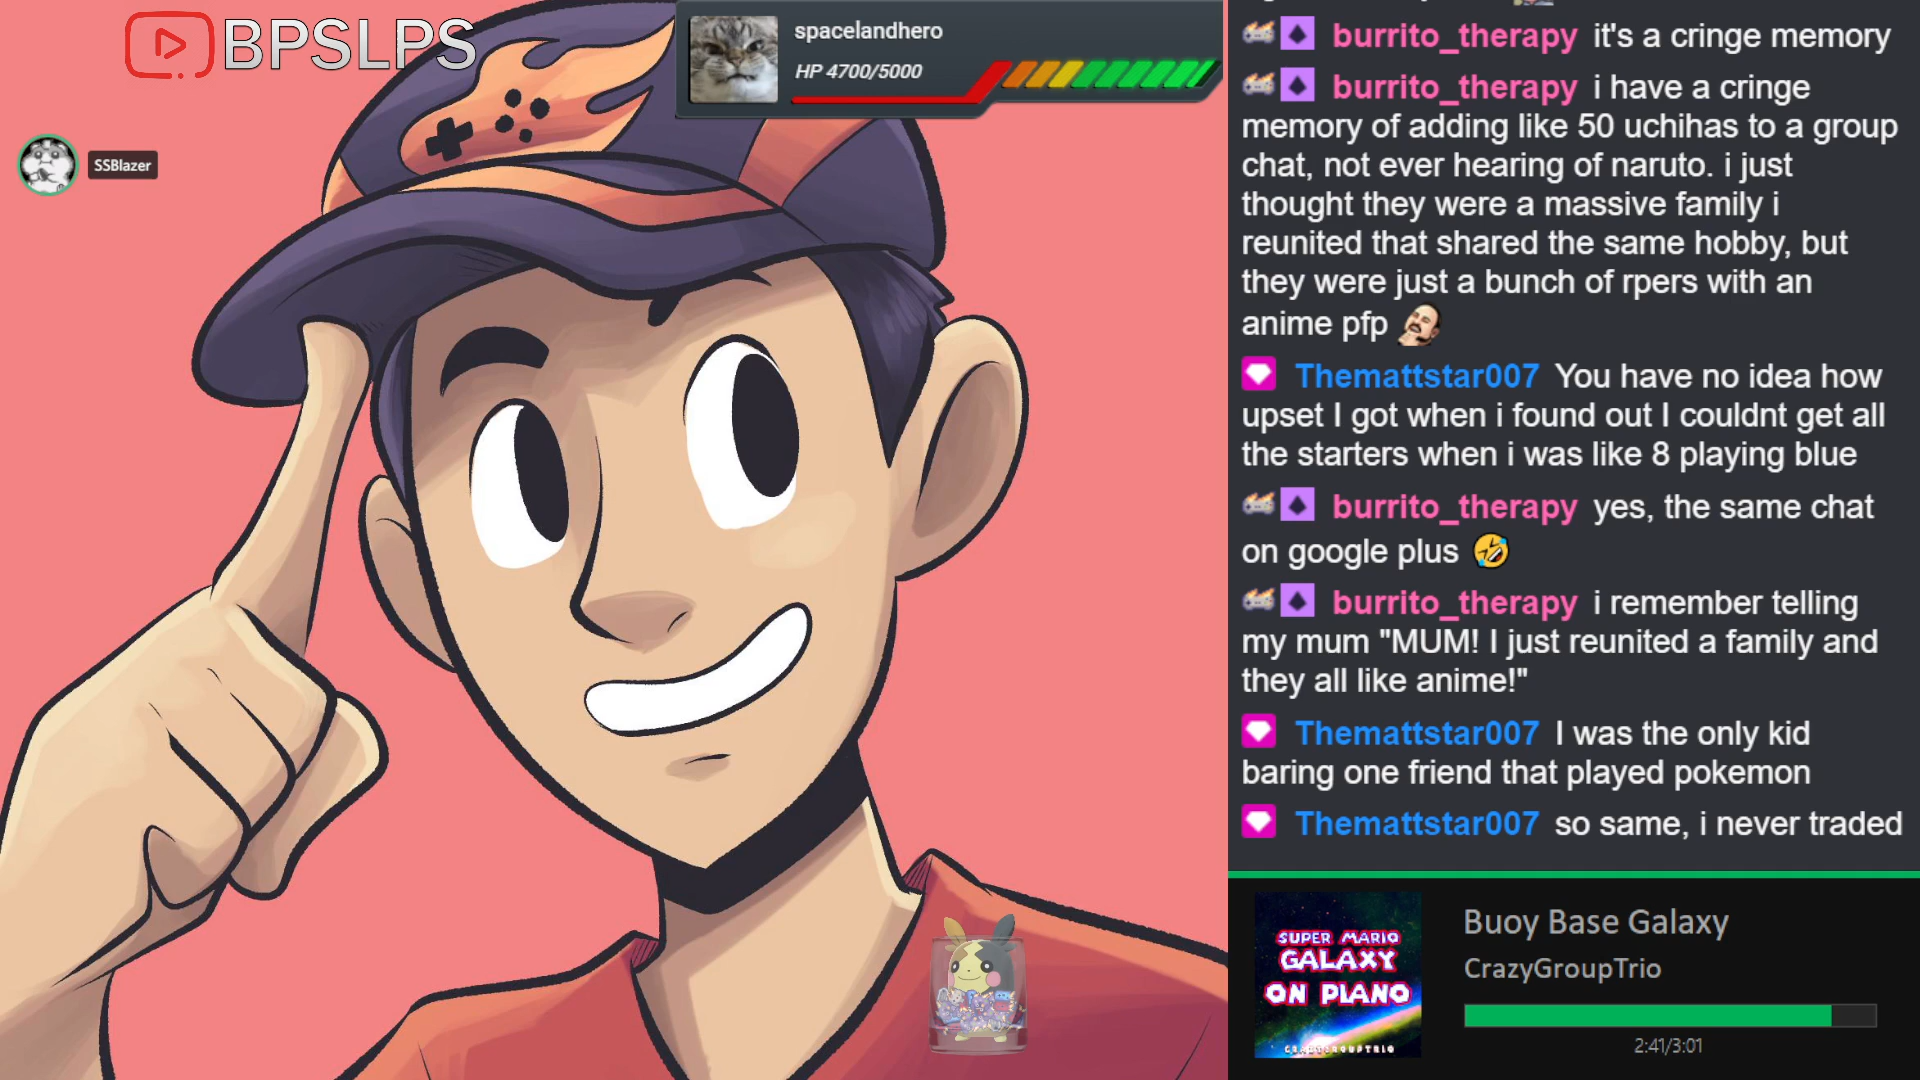 BPSLPS
spacelandhero
HP 4700/5000
SSBlazer
burrito_therapy it's a cringe memory
burrito_therapy i have a cringe
memory of adding like 50 uchihas to a group
chat, not ever hearing of naruto. i just
thought they were a massive family i
reunited that shared the same hobby, but
they were just a bunch of rpers with an
anime pfp
Themattstar007 You have no idea how
upset I got when i found out I couldnt get all
the starters when i was like 8 playing blue
burrito_therapy yes, the same chat
on google plus
burrito_therapy i remember telling
my mum "MUM! I just reunited a family and
they all like anime!"
Themattstar007 I was the only kid
baring one friend that played pokemon
Themattstar007 so same, i never traded
SUPER MARIO
GALAXY
ON PIANO
CRAZYGROUPTRIO
Buoy Base Galaxy
CrazyGroupTrio
2:41/3:01